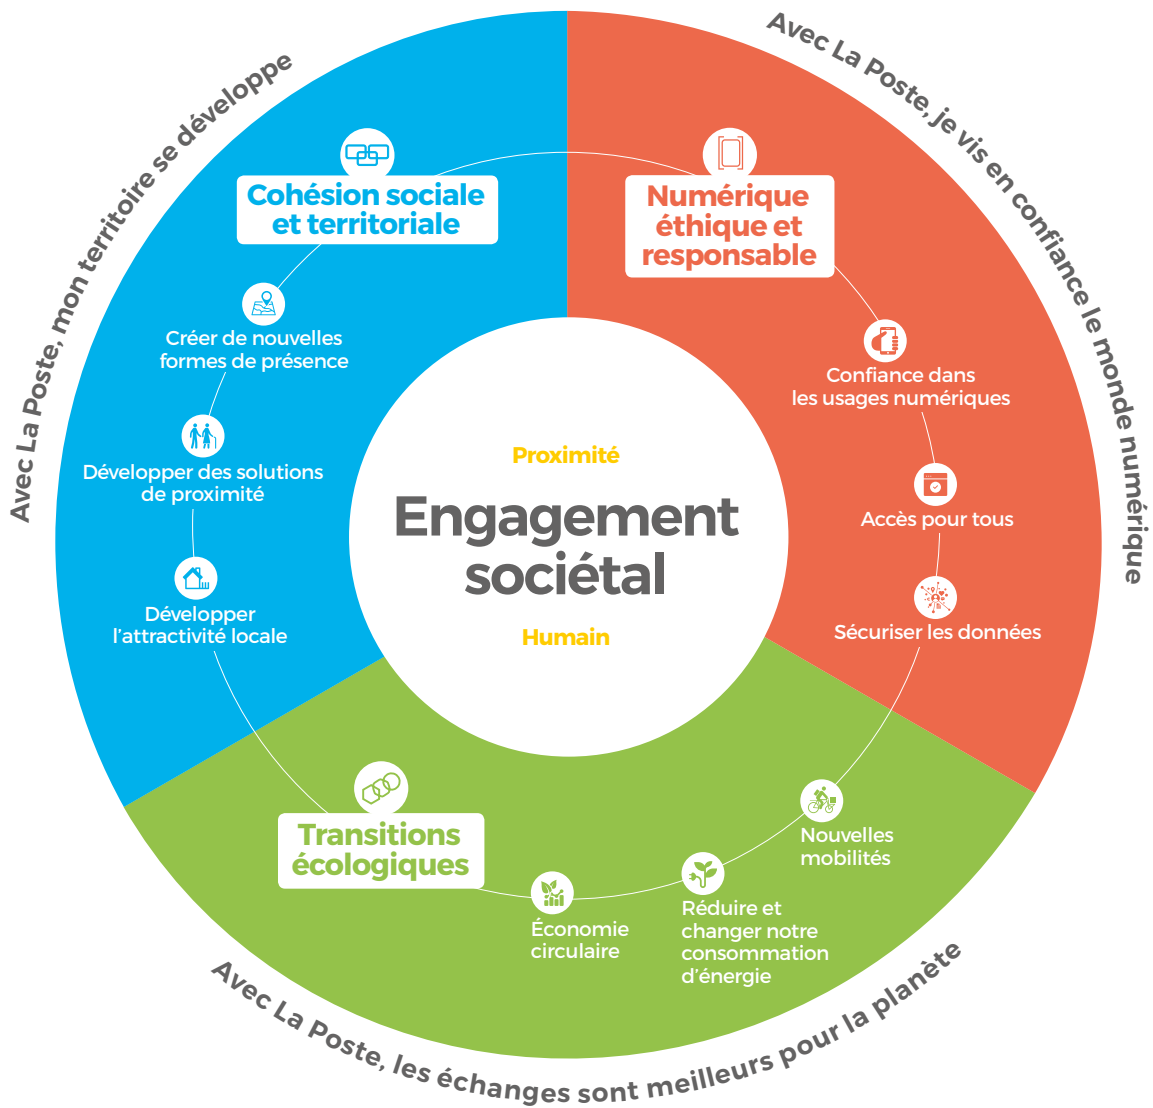 Avec La Poste, mon territoire se développe
Avec La Poste, je vis en confiance le monde numérique
Cohésion sociale
et territoriale
Créer de nouvelles
formes de présence
Développer des solutions
de proximité
Développer
l'attractivité locale
Numérique
éthique et
responsable
Confiance dans
les usages numériques
Accès pour tous
Sécuriser les données
Proximité
Engagement
sociétal
Humain
Transitions
écologiques
Économie
circulaire
Réduire et
changer notre
consommation
d'énergie
Nouvelles
mobilités
Avec La Poste, les échanges sont meilleurs pour la planète